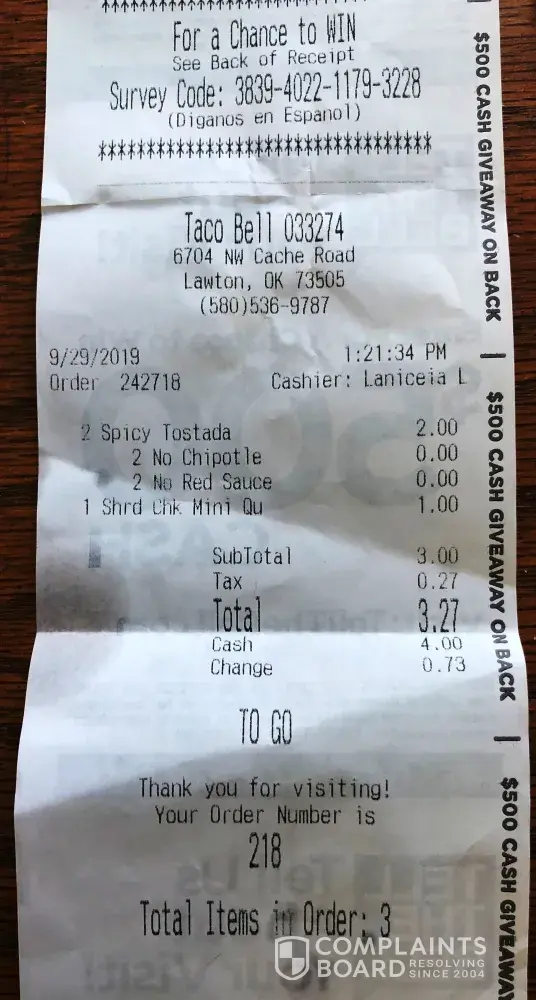 For a Chance to WIN
See Back of Receipt
Survey Code: 3839-4022-1179-3228
(Diganos en Espanol)
*********************************
Taco Bell 033274
6704 NW Cache Road
Lawton, OK 73505
(580)536-9787
9/29/2019 1:21:34 PM
Order 242718 Cashier: Laniceia L
2 Spicy Tostada 2.00
2 No Chipotle 0.00
2 No Red Sauce 0.00
1 Shrd Chk Mini Qu 1.00
SubTotal 3.00
Tax 0.27
Total 3.27
Cash 4.00
Change 0.73
TO GO
Thank you for visiting!
Your Order Number is
218
Total Items in Order: 3
$500 CASH GIVEAWAY ON BACK
$500 CASH GIVEAWAY ON BACK
$500 CASH GIVEAWA
COMPLAINTS
BOARD RESOLVING
SINCE 2004